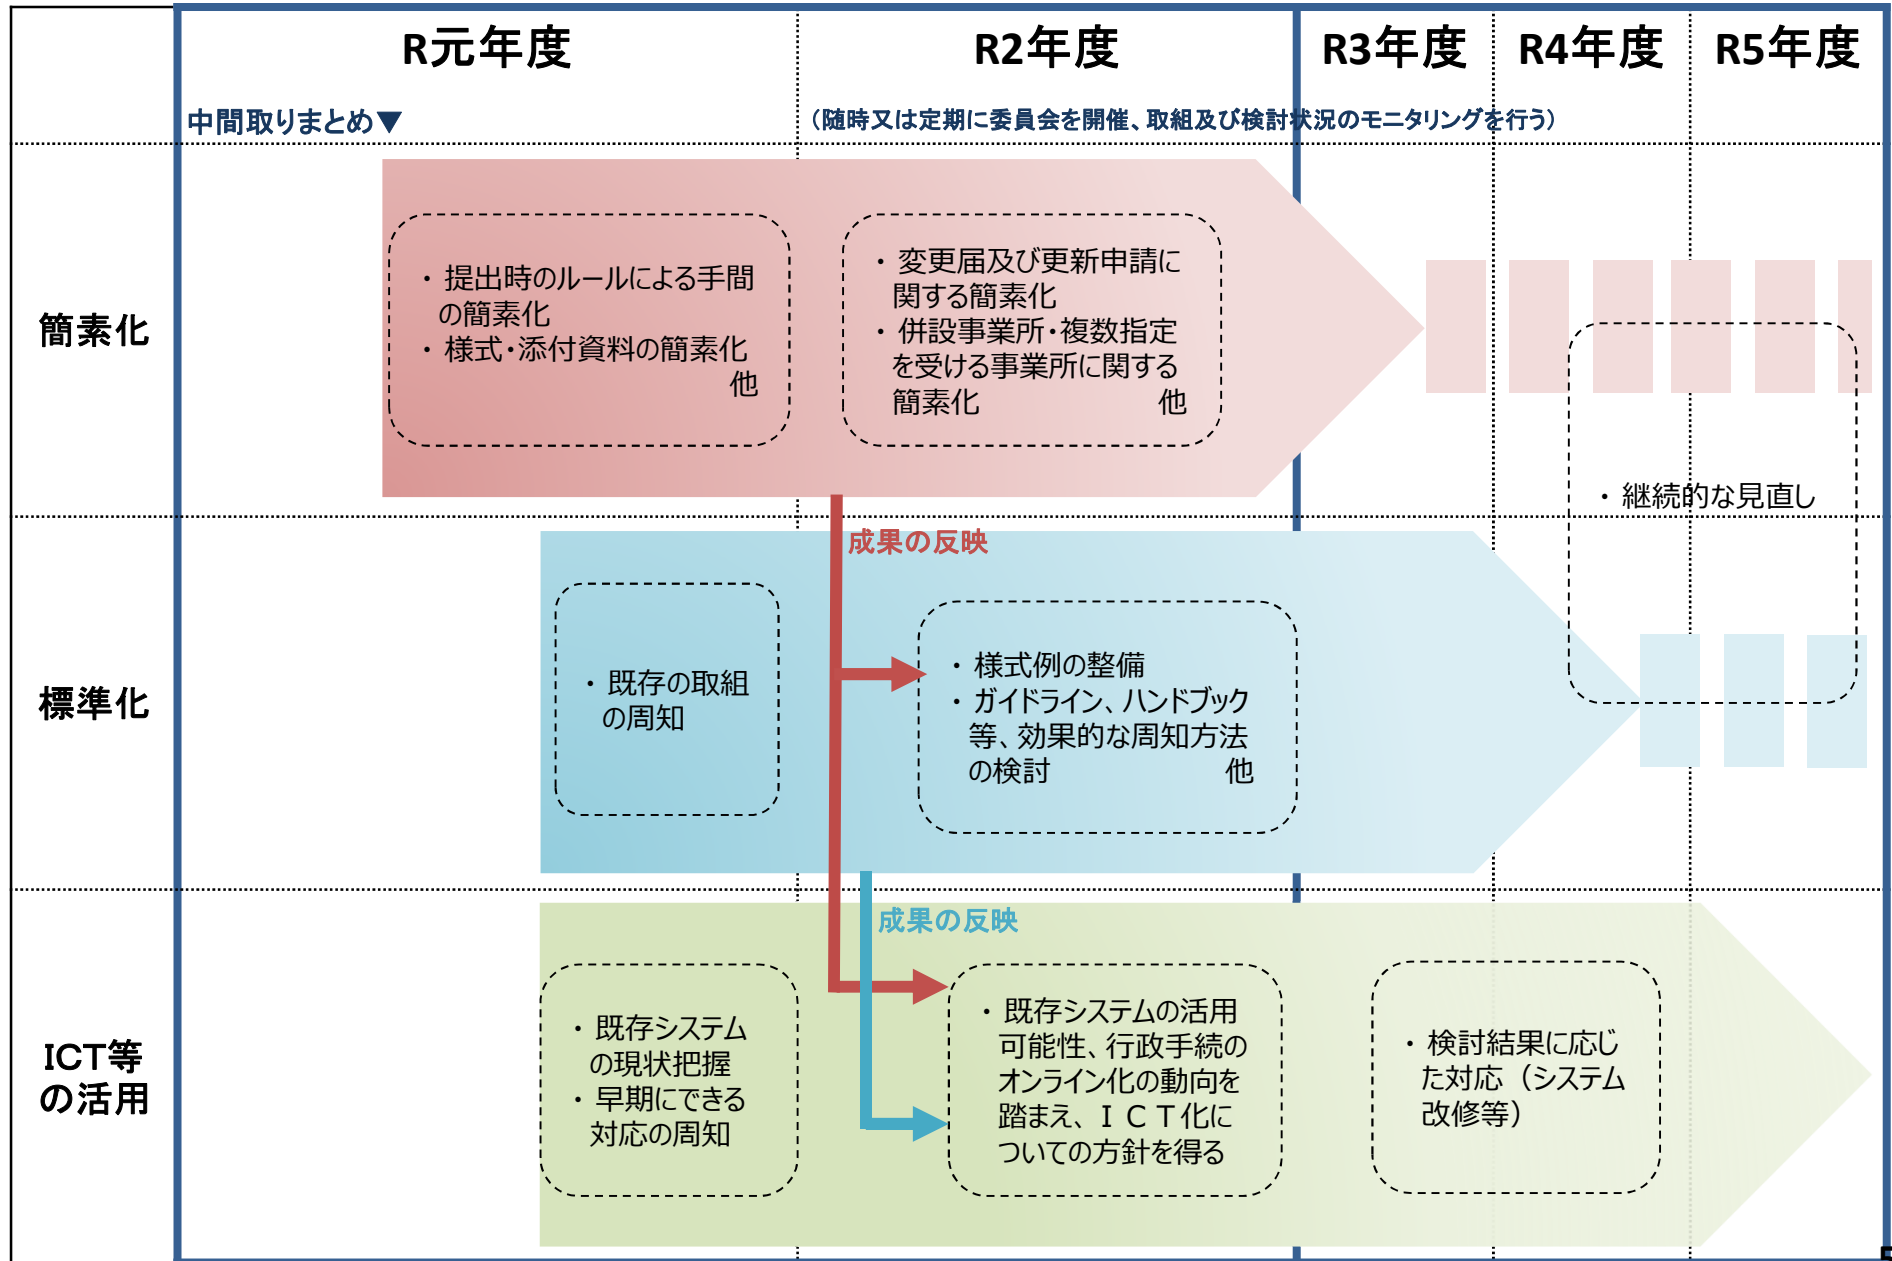 R元年度
R2年度
R3年度
R4年度
R5年度
中間取りまとめ▼
（随時又は定期に委員会を開催、取組及び検討状況のモニタリングを行う）
簡素化
・提出時のルールによる手間
の簡素化
・様式･添付資料の簡素化
他
・変更届及び更新申請に
関する簡素化
・併設事業所･複数指定
を受ける事業所に関する
簡素化 他
・継続的な見直し
成果の反映
標準化
・既存の取組
の周知
・様式例の整備
・ガイドライン、ハンドブック
等、効果的な周知方法
の検討 他
成果の反映
ICT等
の活用
・既存システム
の現状把握
・早期にできる
対応の周知
・既存システムの活用
可能性、行政手続の
オンライン化の動向を
踏まえ、ＩＣＴ化に
ついての方針を得る
・検討結果に応じ
た対応（システム
改修等）